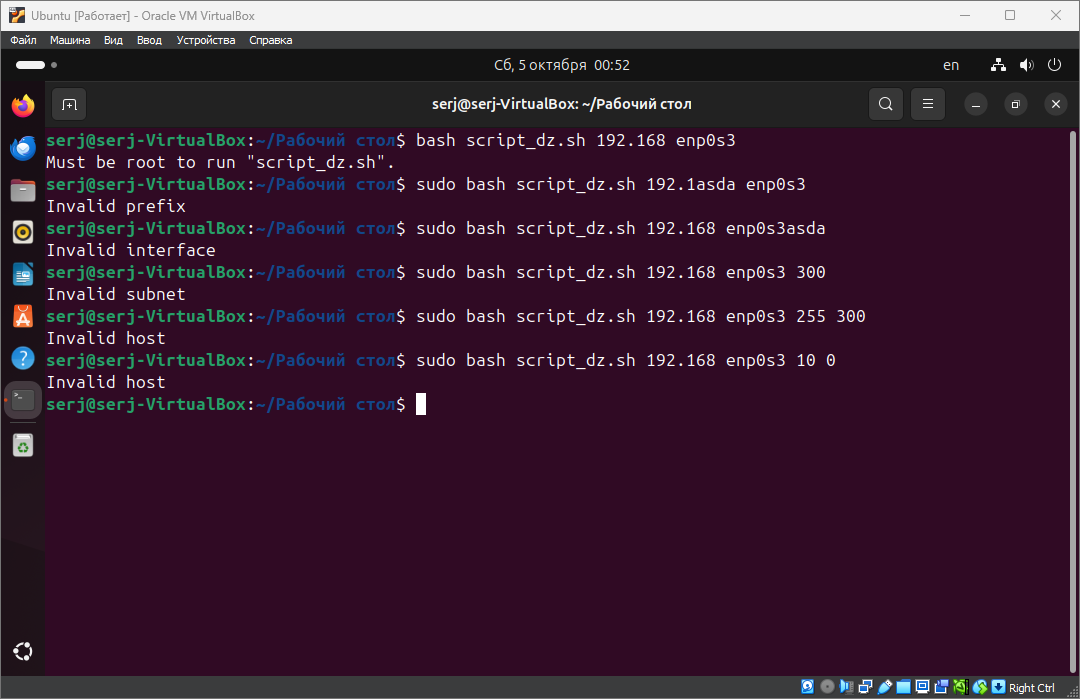 Ubuntu [Работает] - Oracle VM VirtualBox
Файл Машина Вид Ввод Устройства Справка
Сб, 5 октября 00:52 en
serj@serj-VirtualBox: ~/Рабочий стол
serj@serj-VirtualBox:~/Рабочий стол$ bash script_dz.sh 192.168 enp0s3
Must be root to run "script_dz.sh".
serj@serj-VirtualBox:~/Рабочий стол$ sudo bash script_dz.sh 192.1asda enp0s3
Invalid prefix
serj@serj-VirtualBox:~/Рабочий стол$ sudo bash script_dz.sh 192.168 enp0s3asda
Invalid interface
serj@serj-VirtualBox:~/Рабочий стол$ sudo bash script_dz.sh 192.168 enp0s3 300
Invalid subnet
serj@serj-VirtualBox:~/Рабочий стол$ sudo bash script_dz.sh 192.168 enp0s3 255 300
Invalid host
serj@serj-VirtualBox:~/Рабочий стол$ sudo bash script_dz.sh 192.168 enp0s3 10 0
Invalid host
serj@serj-VirtualBox:~/Рабочий стол$
Right Ctrl